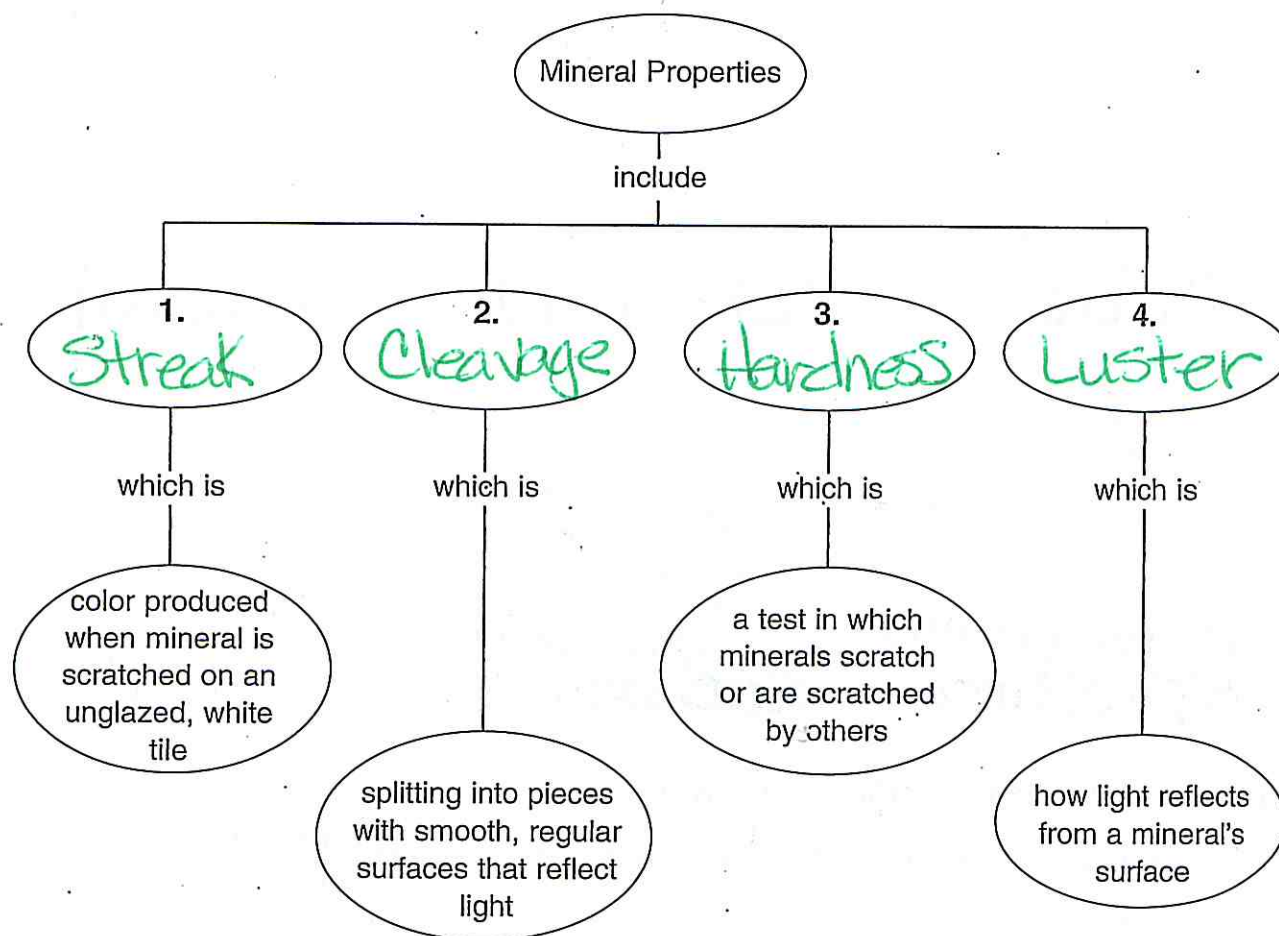 Mineral Properties
include
1.
Streak
2.
Cleavage
3.
Hardness
4.
Luster
which is
which is
which is
which is
color produced
when mineral is
scratched on an
unglazed, white
tile
splitting into pieces
with smooth, regular
surfaces that reflect
light
a test in which
minerals scratch
or are scratched
by others
how light reflects
from a mineral's
surface